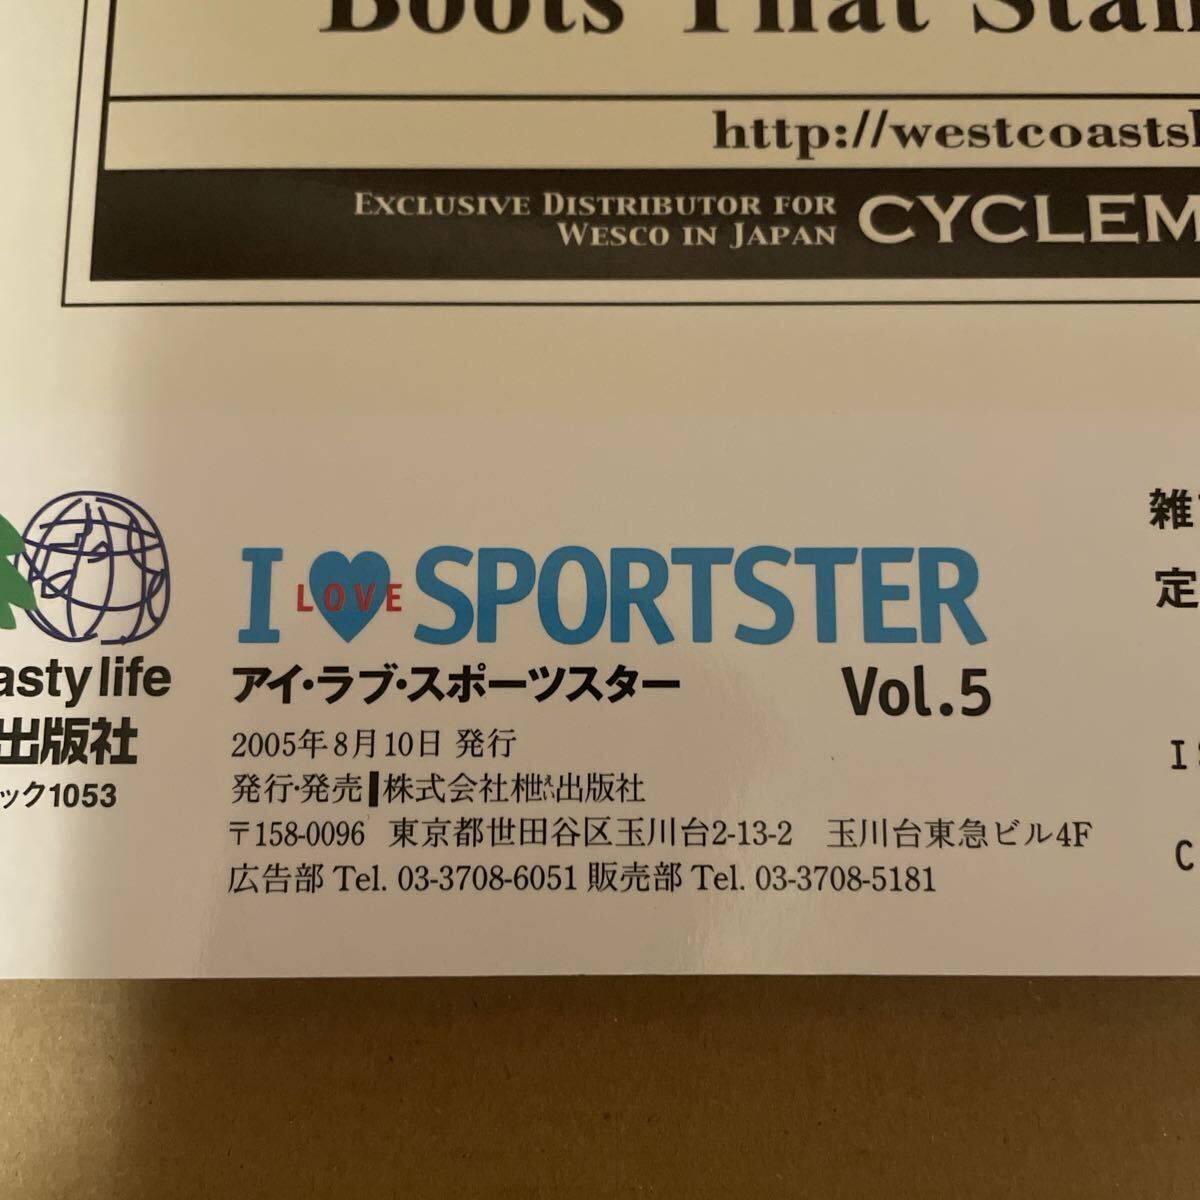 Boots That Stan
http://westcoasts
EXCLUSIVE DISTRIBUTOR FOR
WESCO IN JAPAN
CYCLEM
雑
定
I LOVE SPORTSTER
アイ・ラブ・スポーツスター
Vol.5
2005年8月10日 発行
発行・発売 株式会社枻えい出版社
〒158-0096 東京都世田谷区玉川台2-13-2 玉川台東急ビル4F
広告部 Tel. 03-3708-6051 販売部 Tel. 03-3708-5181
asty life
出版社
ック1053
IS
C